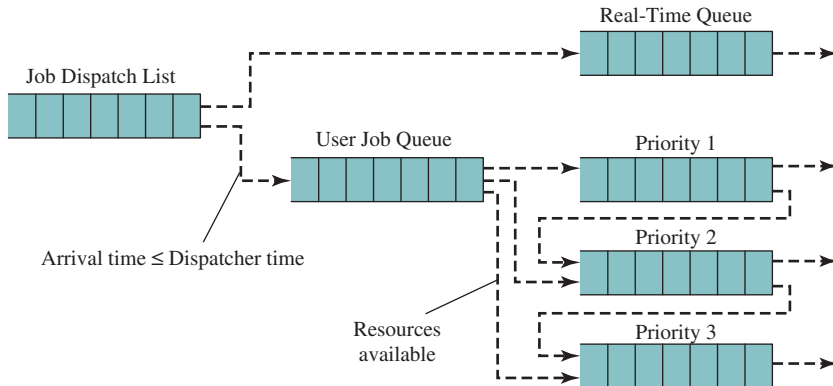 Real-Time Queue
Job Dispatch List
User Job Queue
Priority 1
Arrival time ≤ Dispatcher time
Priority 2
Resources
available
Priority 3